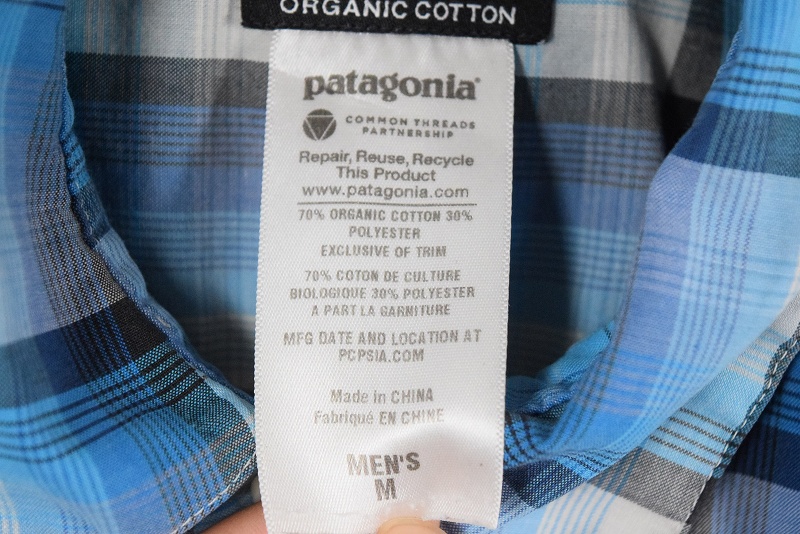 ORGANIC COTTON
patagonia®
COMMON THREADS
PARTNERSHIP
Repair, Reuse, Recycle
This Product
www.patagonia.com
70% ORGANIC COTTON 30%
POLYESTER
EXCLUSIVE OF TRIM
70% COTON DE CULTURE
BIOLOGIQUE 30% POLYESTER
A PART LA GARNITURE
MFG DATE AND LOCATION AT
PCPSIA.COM
Made in CHINA
Fabriqué EN CHINE
MEN'S
M